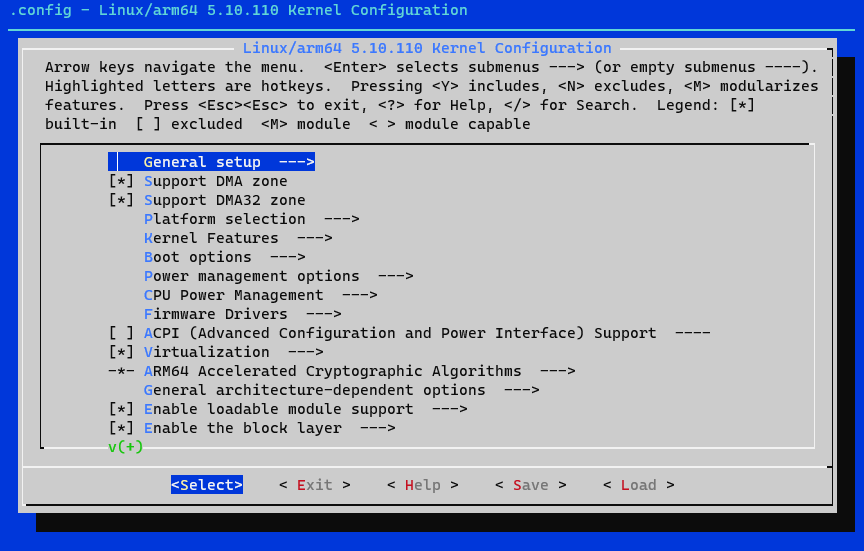 .config - Linux/arm64 5.10.110 Kernel Configuration
Linux/arm64 5.10.110 Kernel Configuration
Arrow keys navigate the menu.  <Enter> selects submenus ---> (or empty submenus ----).
Highlighted letters are hotkeys.  Pressing <Y> includes, <N> excludes, <M> modularizes
features.  Press <Esc><Esc> to exit, <?> for Help, </> for Search.  Legend: [*]
built-in  [ ] excluded  <M> module  < > module capable
General setup  --->
[*] Support DMA zone
[*] Support DMA32 zone
Platform selection  --->
Kernel Features  --->
Boot options  --->
Power management options  --->
CPU Power Management  --->
Firmware Drivers  --->
[ ] ACPI (Advanced Configuration and Power Interface) Support  ----
[*] Virtualization  --->
-*- ARM64 Accelerated Cryptographic Algorithms  --->
General architecture-dependent options  --->
[*] Enable loadable module support  --->
[*] Enable the block layer  --->
v(+)
<Select>    < Exit >    < Help >    < Save >    < Load >